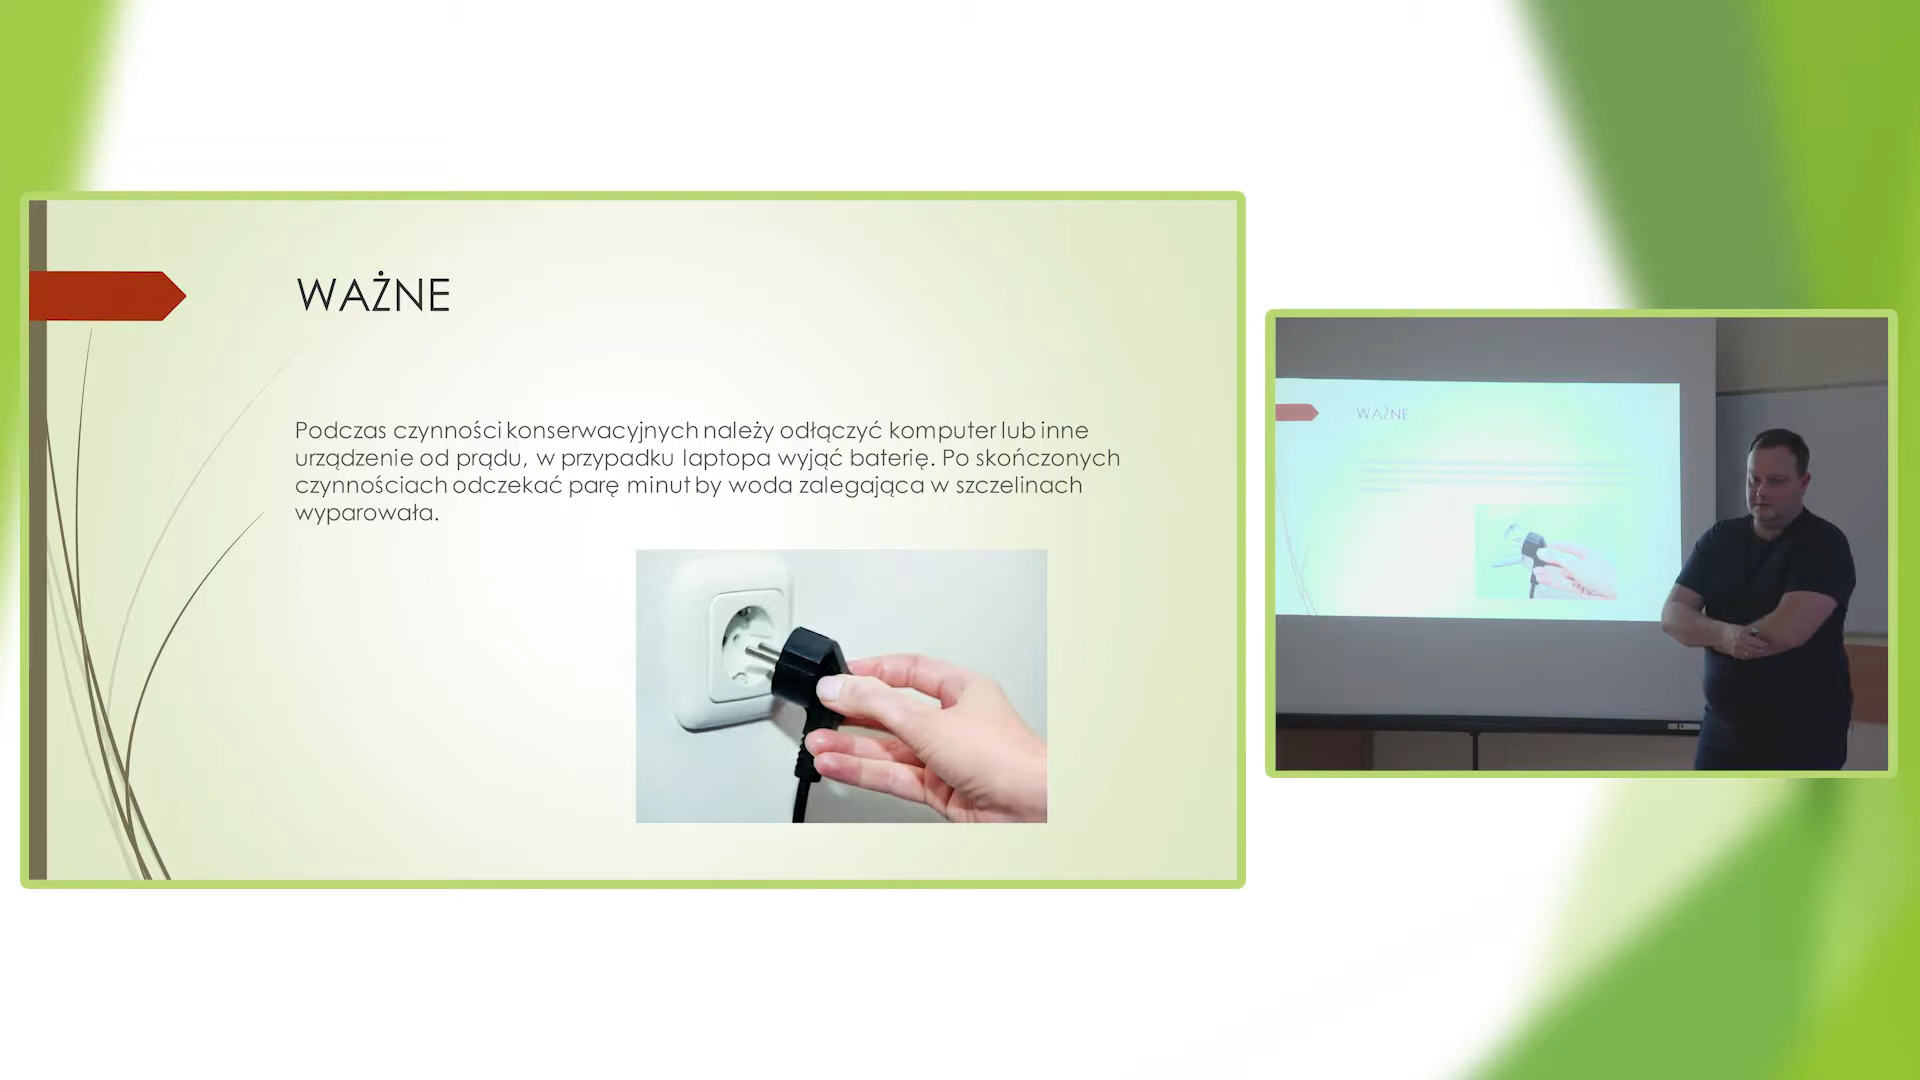 WAŻNE
Podczas czynności konserwacyjnych należy odłączyć komputer lub inne
urządzenie od prądu, w przypadku laptopa wyjąć baterię. Po skończonych
czynnościach odczekać parę minut by woda zalegająca w szczelinach
wyparowała.
WAŻNE